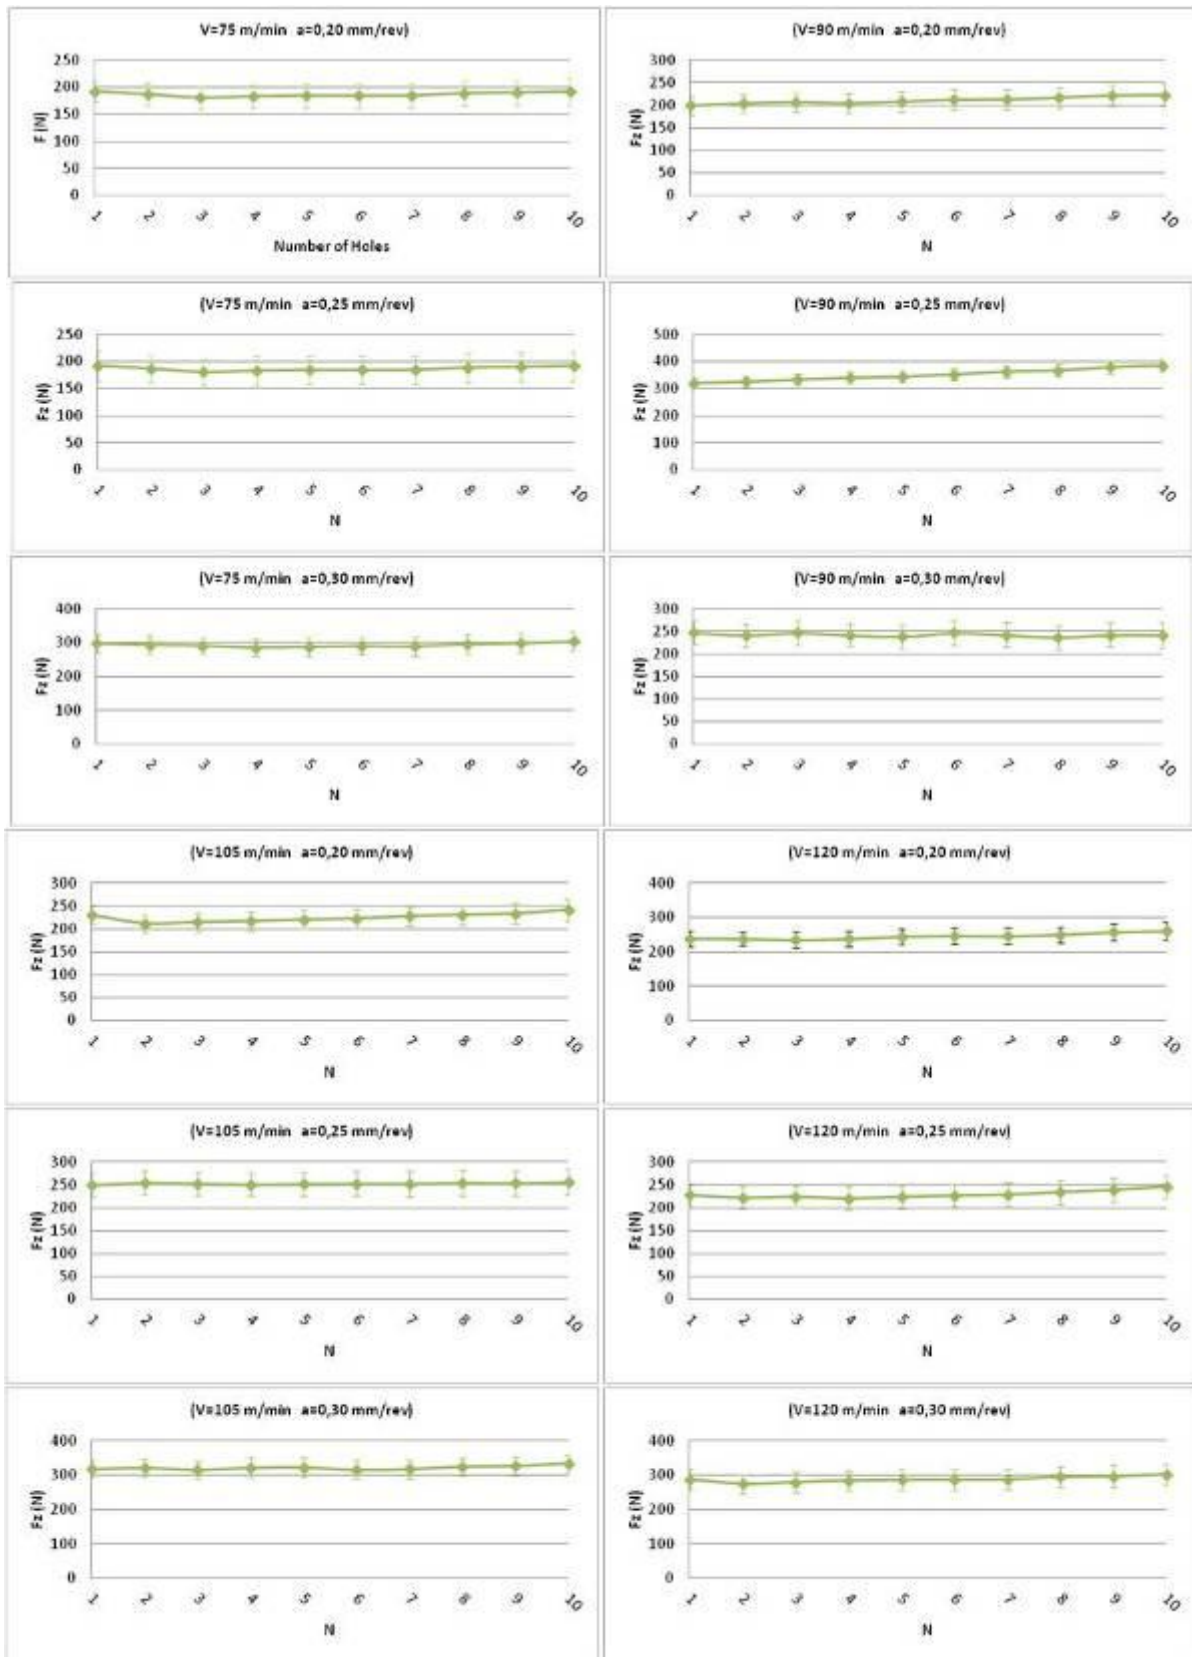 V=75 m/min a=0,20 mm/rev)
250
200
150
100
50
0
F (N)
1 2 3 4 5 6 7 8 9 10
Number of Holes
(V=90 m/min a=0,20 mm/rev)
300
250
200
150
100
50
0
Fz (N)
1 2 3 4 5 6 7 8 9 10
N
(V=75 m/min a=0,25 mm/rev)
250
200
150
100
50
0
Fz (N)
1 2 3 4 5 6 7 8 9 10
N
(V=90 m/min a=0,25 mm/rev)
500
400
300
200
100
0
Fz (N)
1 2 3 4 5 6 7 8 9 10
N
(V=75 m/min a=0,30 mm/rev)
400
300
200
100
0
Fz (N)
1 2 3 4 5 6 7 8 9 10
N
(V=90 m/min a=0,30 mm/rev)
300
250
200
150
100
50
0
Fz (N)
1 2 3 4 5 6 7 8 9 10
N
(V=105 m/min a=0,20 mm/rev)
300
250
200
150
100
50
0
Fz (N)
1 2 3 4 5 6 7 8 9 10
N
(V=120 m/min a=0,20 mm/rev)
400
300
200
100
0
Fz (N)
1 2 3 4 5 6 7 8 9 10
N
(V=105 m/min a=0,25 mm/rev)
300
250
200
150
100
50
0
Fz (N)
1 2 3 4 5 6 7 8 9 10
N
(V=120 m/min a=0,25 mm/rev)
300
250
200
150
100
50
0
Fz (N)
1 2 3 4 5 6 7 8 9 10
N
(V=105 m/min a=0,30 mm/rev)
400
300
200
100
0
Fz (N)
1 2 3 4 5 6 7 8 9 10
N
(V=120 m/min a=0,30 mm/rev)
400
300
200
100
0
Fz (N)
1 2 3 4 5 6 7 8 9 10
N